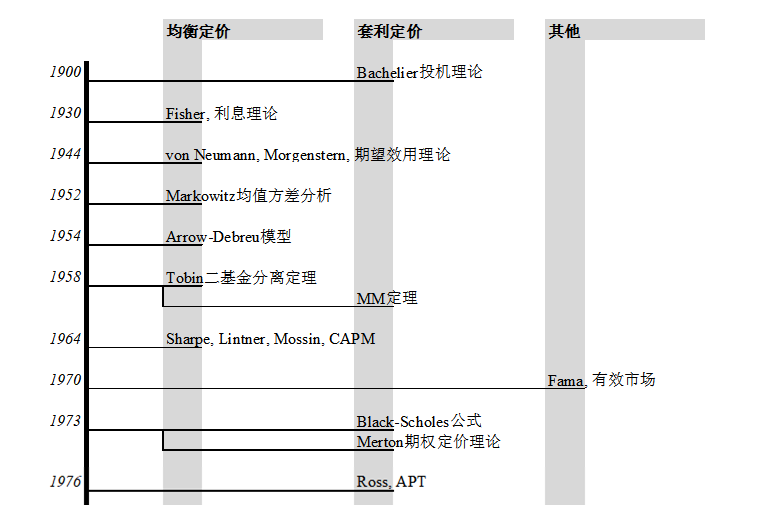 均衡定价 套利定价 其他
1900 Bachelier投机理论
1930 Fisher, 利息理论
1944 von Neumann, Morgenstern, 期望效用理论
1952 Markowitz均值方差分析
1954 Arrow-Debreu模型
1958 Tobin二基金分离定理
MM定理
1964 Sharpe, Lintner, Mossin, CAPM
1970 Fama, 有效市场
1973 Black-Scholes公式
Merton期权定价理论
1976 Ross, APT